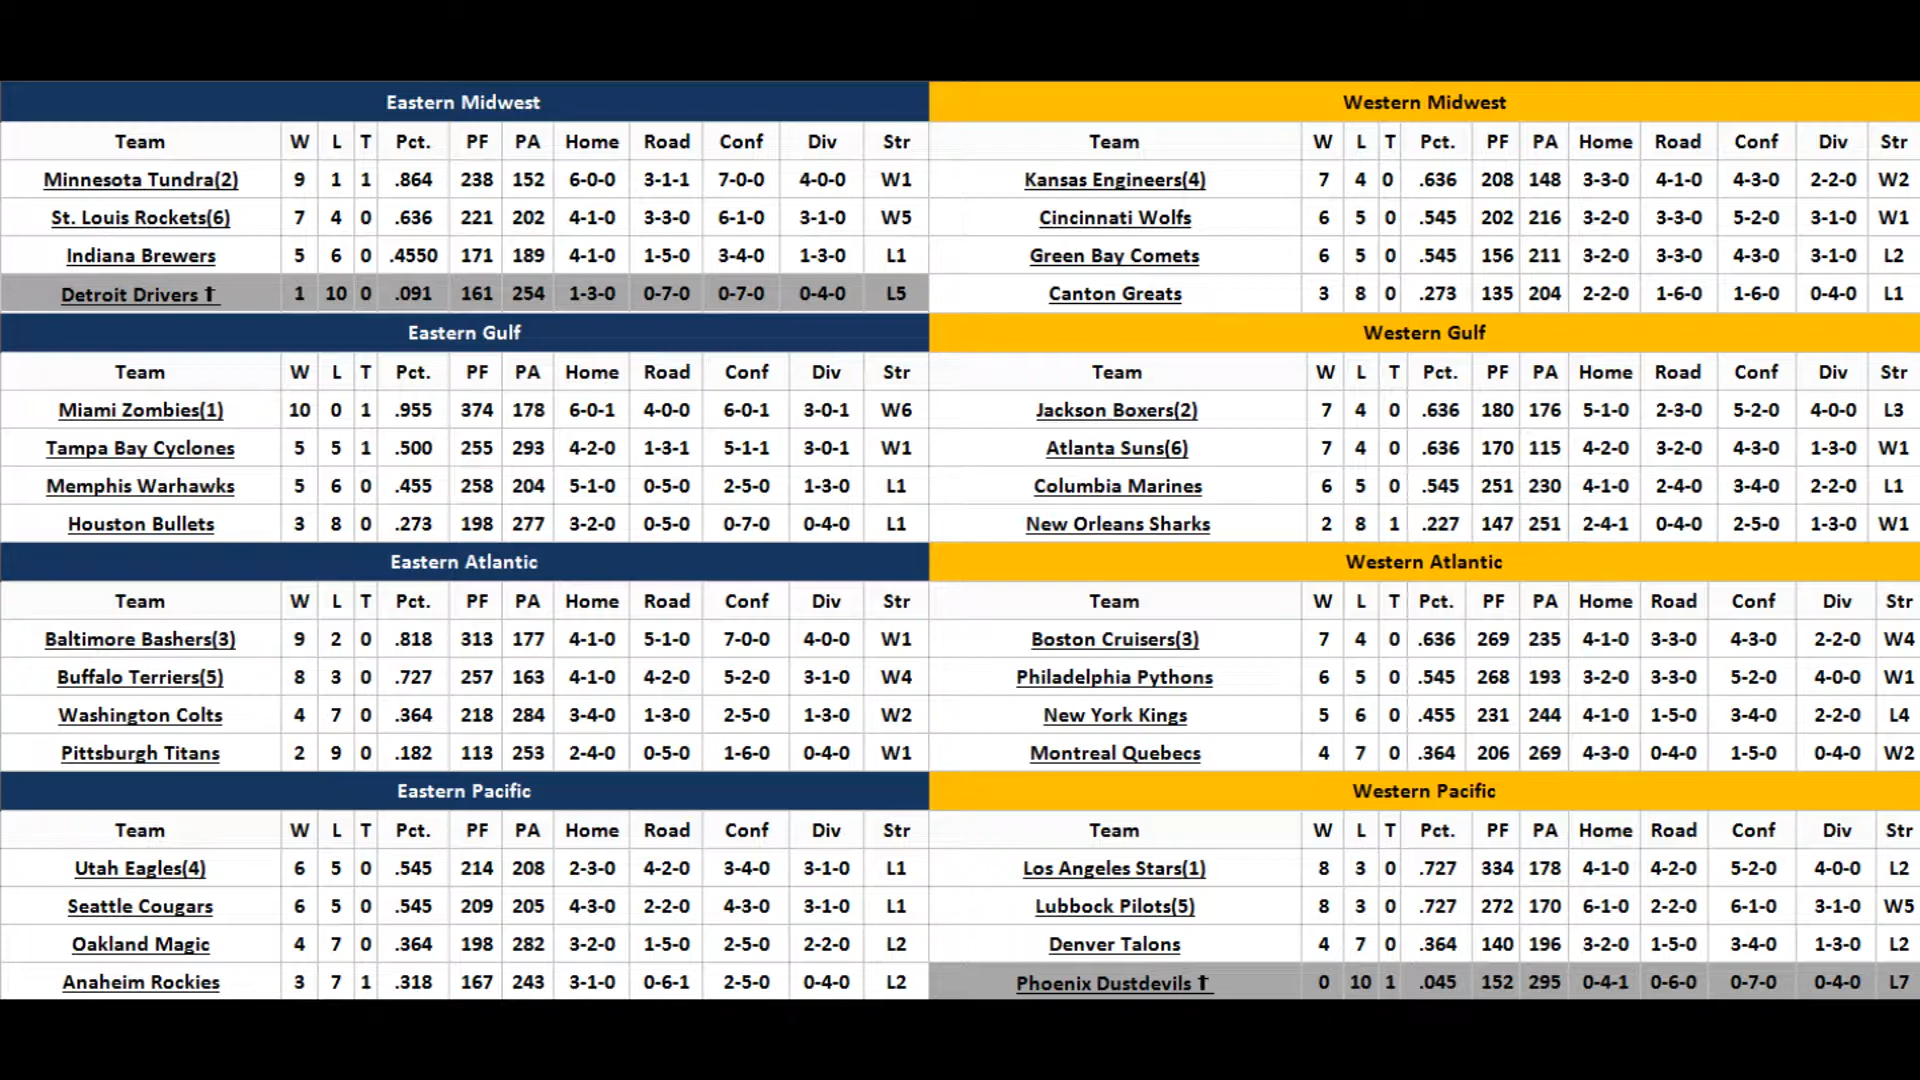 Eastern Midwest
Team W L T Pct. PF PA Home Road Conf Div Str
Minnesota Tundra(2) 9 1 1 .864 238 152 6-0-0 3-1-1 7-0-0 4-0-0 W1
St. Louis Rockets(6) 7 4 0 .636 221 202 4-1-0 3-3-0 6-1-0 3-1-0 W5
Indiana Brewers 5 6 0 .4550 171 189 4-1-0 1-5-0 3-4-0 1-3-0 L1
Detroit Drivers † 1 10 0 .091 161 254 1-3-0 0-7-0 0-7-0 0-4-0 L5
Eastern Gulf
Team W L T Pct. PF PA Home Road Conf Div Str
Miami Zombies(1) 10 0 1 .955 374 178 6-0-1 4-0-0 6-0-1 3-0-1 W6
Tampa Bay Cyclones 5 5 1 .500 255 293 4-2-0 1-3-1 5-1-1 3-0-1 W1
Memphis Warhawks 5 6 0 .455 258 204 5-1-0 0-5-0 2-5-0 1-3-0 L1
Houston Bullets 3 8 0 .273 198 277 3-2-0 0-5-0 0-7-0 0-4-0 L1
Eastern Atlantic
Team W L T Pct. PF PA Home Road Conf Div Str
Baltimore Bashers(3) 9 2 0 .818 313 177 4-1-0 5-1-0 7-0-0 4-0-0 W1
Buffalo Terriers(5) 8 3 0 .727 257 163 4-1-0 4-2-0 5-2-0 3-1-0 W4
Washington Colts 4 7 0 .364 218 284 3-4-0 1-3-0 2-5-0 1-3-0 W2
Pittsburgh Titans 2 9 0 .182 113 253 2-4-0 0-5-0 1-6-0 0-4-0 W1
Eastern Pacific
Team W L T Pct. PF PA Home Road Conf Div Str
Utah Eagles(4) 6 5 0 .545 214 208 2-3-0 4-2-0 3-4-0 3-1-0 L1
Seattle Cougars 6 5 0 .545 209 205 4-3-0 2-2-0 4-3-0 3-1-0 L1
Oakland Magic 4 7 0 .364 198 282 3-2-0 1-5-0 2-5-0 2-2-0 L2
Anaheim Rockies 3 7 1 .318 167 243 3-1-0 0-6-1 2-5-0 0-4-0 L2
Western Midwest
Team W L T Pct. PF PA Home Road Conf Div Str
Kansas Engineers(4) 7 4 0 .636 208 148 3-3-0 4-1-0 4-3-0 2-2-0 W2
Cincinnati Wolfs 6 5 0 .545 202 216 3-2-0 3-3-0 5-2-0 3-1-0 W1
Green Bay Comets 6 5 0 .545 156 211 3-2-0 3-3-0 4-3-0 3-1-0 L2
Canton Greats 3 8 0 .273 135 204 2-2-0 1-6-0 1-6-0 0-4-0 L1
Western Gulf
Team W L T Pct. PF PA Home Road Conf Div Str
Jackson Boxers(2) 7 4 0 .636 180 176 5-1-0 2-3-0 5-2-0 4-0-0 L3
Atlanta Suns(6) 7 4 0 .636 170 115 4-2-0 3-2-0 4-3-0 1-3-0 W1
Columbia Marines 6 5 0 .545 251 230 4-1-0 2-4-0 3-4-0 2-2-0 L1
New Orleans Sharks 2 8 1 .227 147 251 2-4-1 0-4-0 2-5-0 1-3-0 W1
Western Atlantic
Team W L T Pct. PF PA Home Road Conf Div Str
Boston Cruisers(3) 7 4 0 .636 269 235 4-1-0 3-3-0 4-3-0 2-2-0 W4
Philadelphia Pythons 6 5 0 .545 268 193 3-2-0 3-3-0 5-2-0 4-0-0 W1
New York Kings 5 6 0 .455 231 244 4-1-0 1-5-0 3-4-0 2-2-0 L4
Montreal Quebecs 4 7 0 .364 206 269 4-3-0 0-4-0 1-5-0 0-4-0 W2
Western Pacific
Team W L T Pct. PF PA Home Road Conf Div Str
Los Angeles Stars(1) 8 3 0 .727 334 178 4-1-0 4-2-0 5-2-0 4-0-0 L2
Lubbock Pilots(5) 8 3 0 .727 272 170 6-1-0 2-2-0 6-1-0 3-1-0 W5
Denver Talons 4 7 0 .364 140 196 3-2-0 1-5-0 3-4-0 1-3-0 L2
Phoenix Dustdevils † 0 10 1 .045 152 295 0-4-1 0-6-0 0-7-0 0-4-0 L7